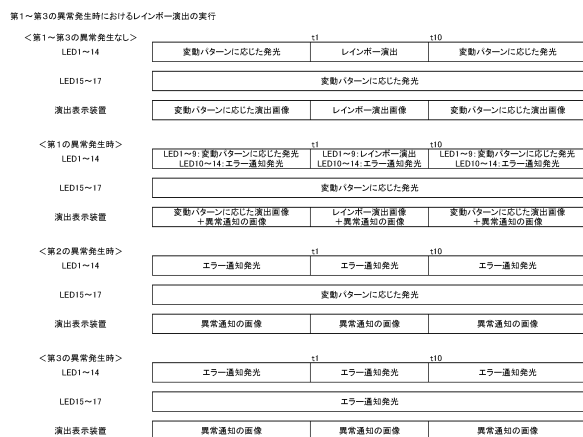 第1～第3の異常発生時におけるレインボー演出の実行
＜第1～第3の異常発生なし＞
t1 t10
LED1～14 変動パターンに応じた発光 レインボー演出 変動パターンに応じた発光
LED15～17 変動パターンに応じた発光
演出表示装置 変動パターンに応じた演出画像 レインボー演出画像 変動パターンに応じた演出画像
＜第1の異常発生時＞
t1 t10
LED1～14
LED1～9：変動パターンに応じた発光 LED1～9：レインボー演出 LED1～9：変動パターンに応じた発光
LED10～14：エラー通知発光 LED10～14：エラー通知発光 LED10～14：エラー通知発光
LED15～17 変動パターンに応じた発光
演出表示装置
変動パターンに応じた演出画像 レインボー演出画像 変動パターンに応じた演出画像
＋異常通知の画像 ＋異常通知の画像 ＋異常通知の画像
＜第2の異常発生時＞
t1 t10
LED1～14 エラー通知発光 エラー通知発光 エラー通知発光
LED15～17 変動パターンに応じた発光
演出表示装置 異常通知の画像 異常通知の画像 異常通知の画像
＜第3の異常発生時＞
t1 t10
LED1～14 エラー通知発光 エラー通知発光 エラー通知発光
LED15～17 エラー通知発光
演出表示装置 異常通知の画像 異常通知の画像 異常通知の画像